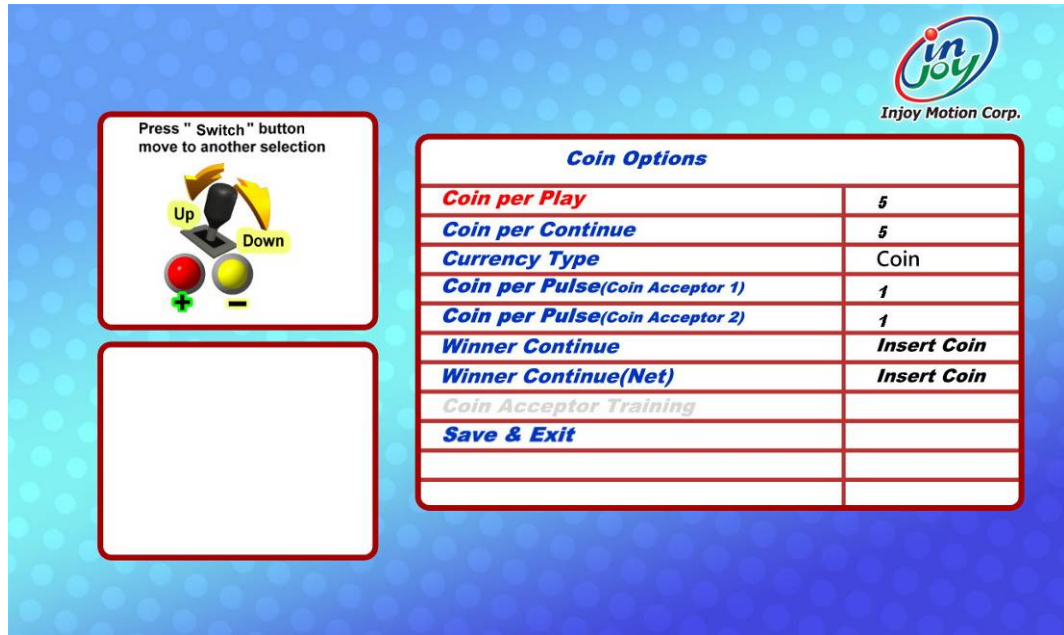 in
joy
Injoy Motion Corp.
Press " Switch " button
move to another selection
Up
Down
+ −
Coin Options
Coin per Play 5
Coin per Continue 5
Currency Type Coin
Coin per Pulse(Coin Acceptor 1) 1
Coin per Pulse(Coin Acceptor 2) 1
Winner Continue Insert Coin
Winner Continue(Net) Insert Coin
Coin Acceptor Training
Save & Exit